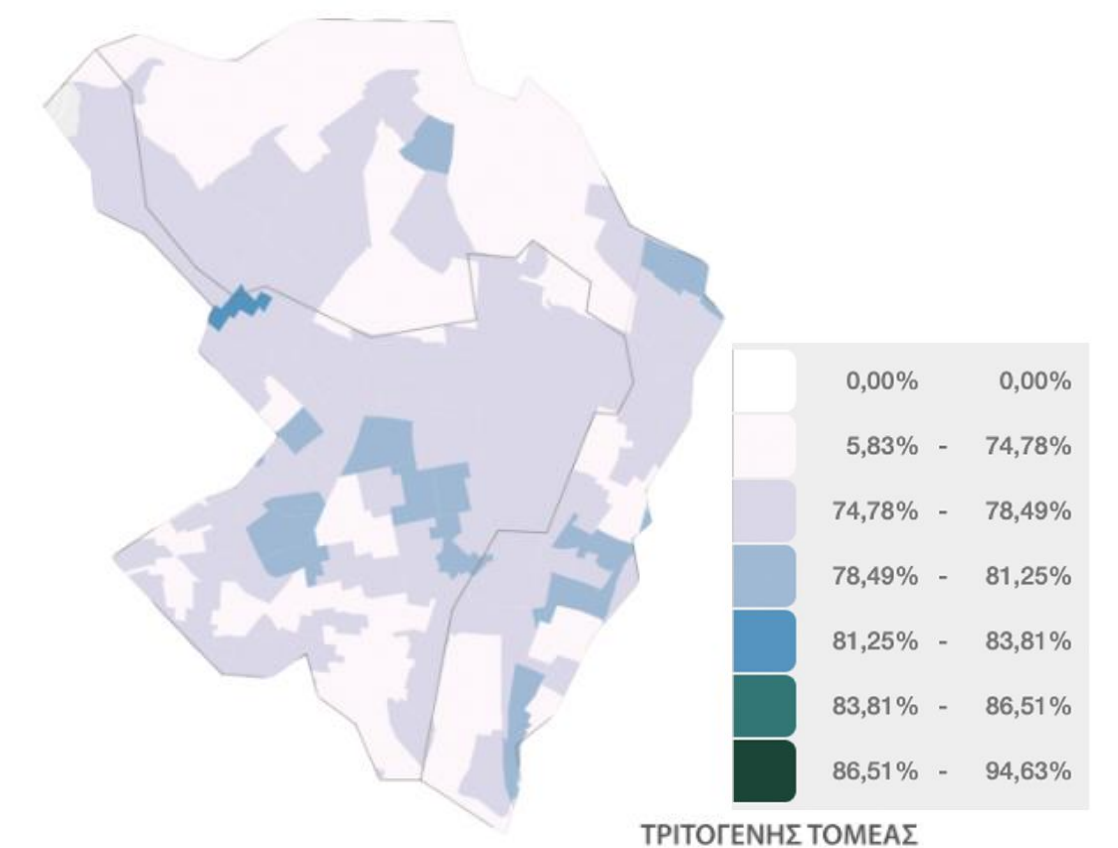 0,00% 0,00%
5,83% - 74,78%
74,78% - 78,49%
78,49% - 81,25%
81,25% - 83,81%
83,81% - 86,51%
86,51% - 94,63%
ΤΡΙΤΟΓΕΝΗΣ ΤΟΜΕΑΣ